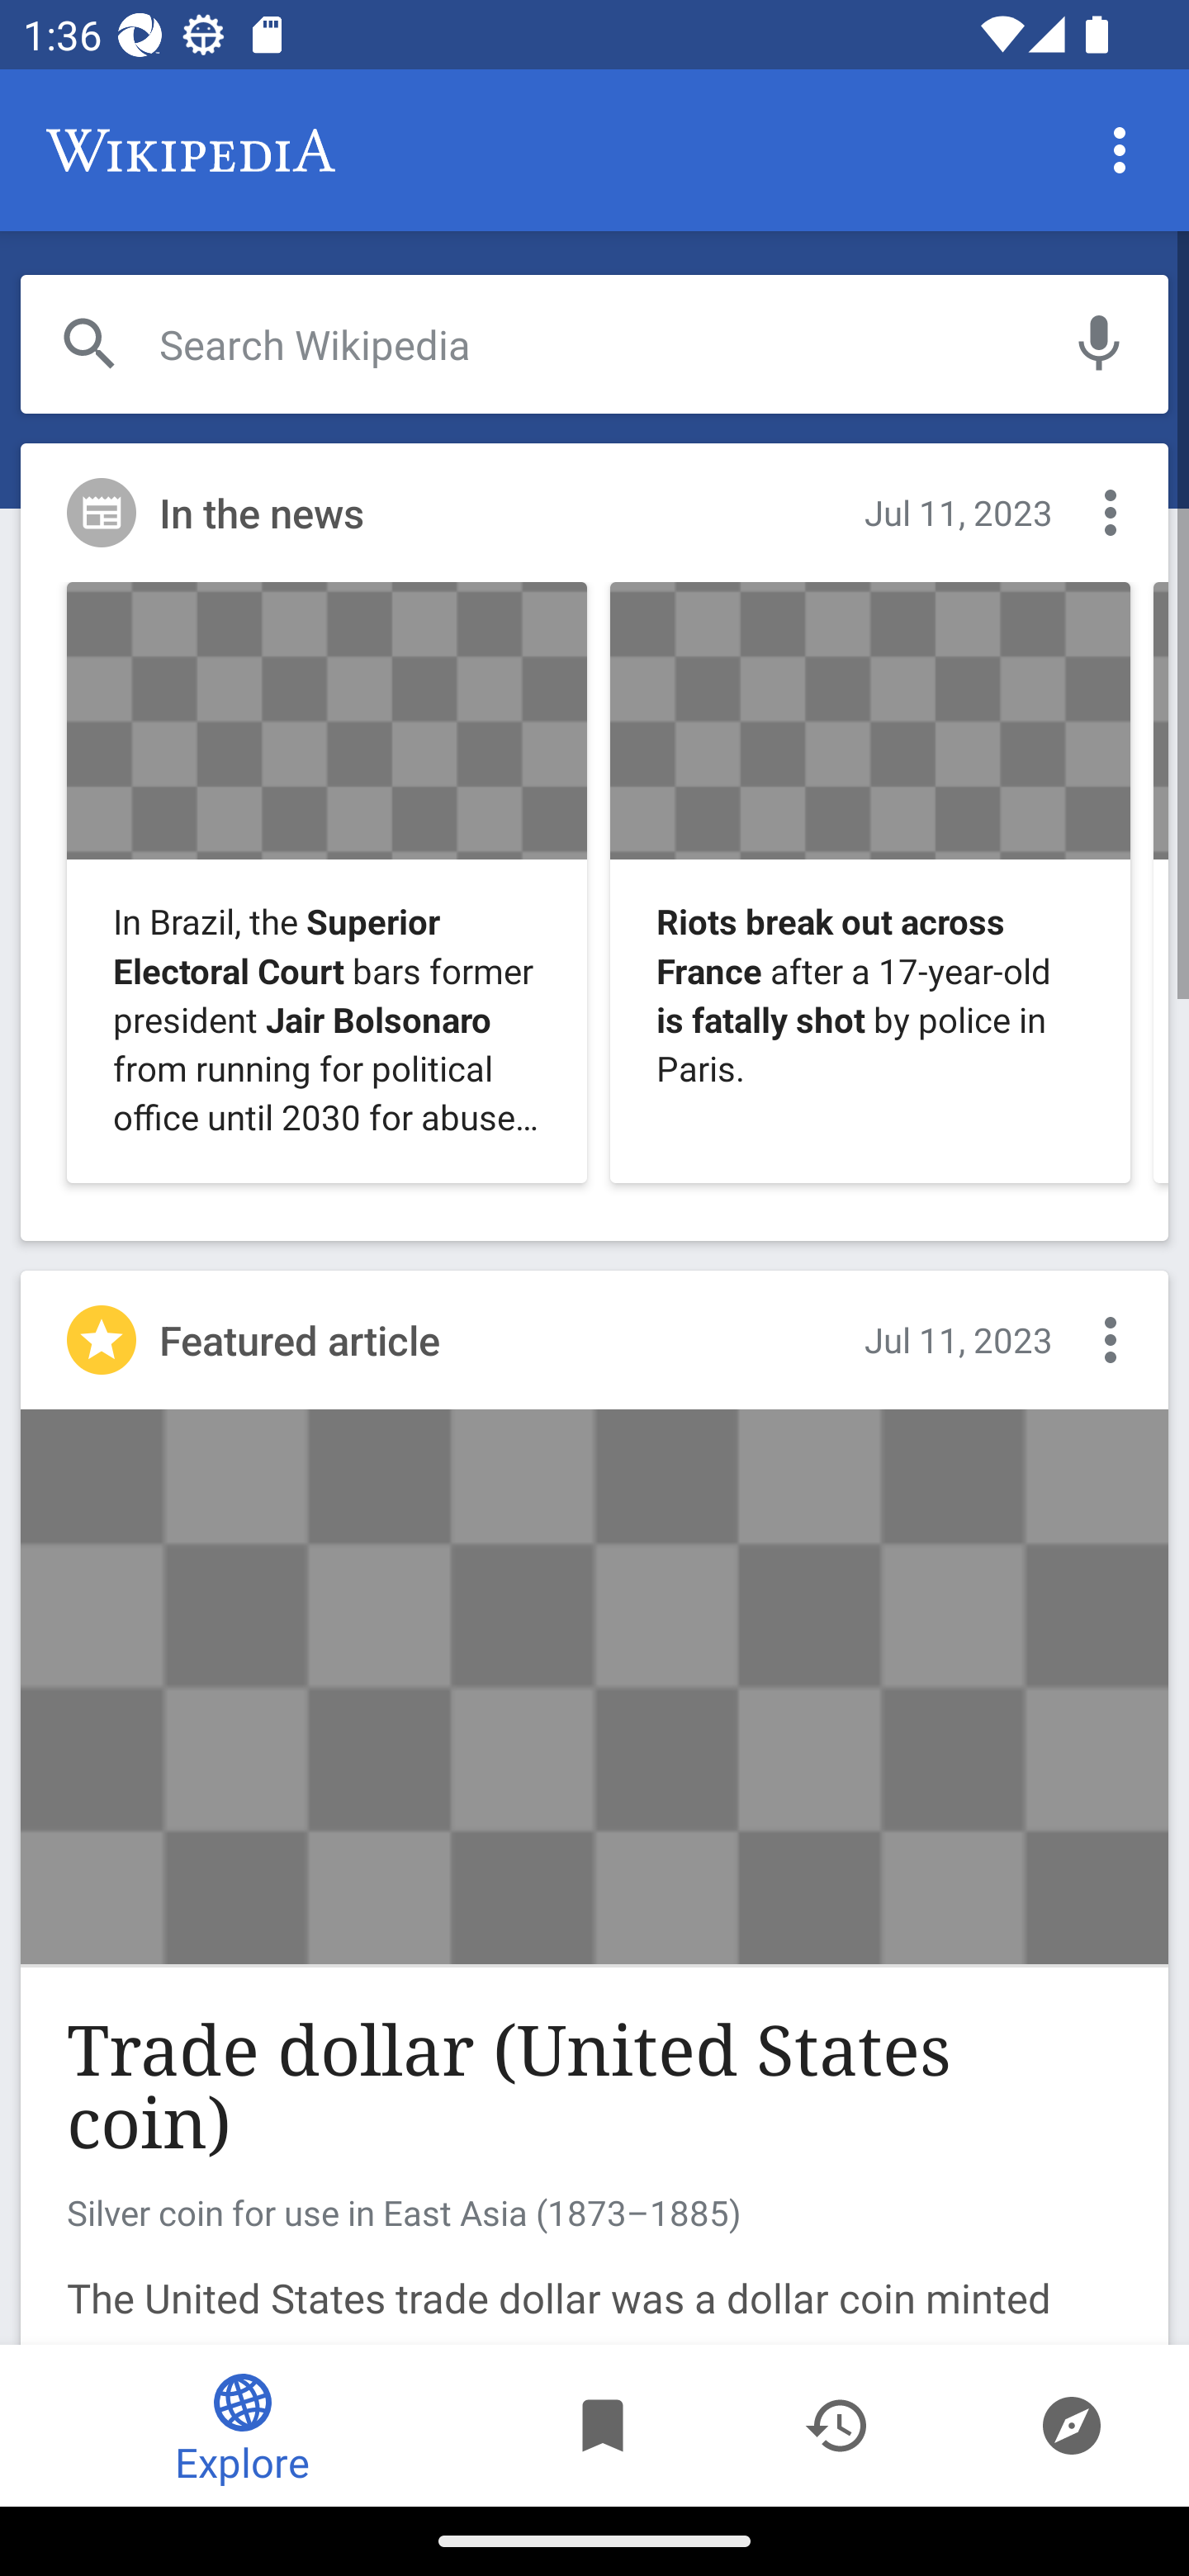 1:36
WIKIPEDIA
Search Wikipedia
In the news
Jul 11, 2023
In Brazil, the Superior
Electoral Court bars former
president Jair Bolsonaro
from running for political
office until 2030 for abuse…
Riots break out across
France after a 17-year-old
is fatally shot by police in
Paris.
Featured article
Jul 11, 2023
Trade dollar (United States
coin)
Silver coin for use in East Asia (1873–1885)
The United States trade dollar was a dollar coin minted
Explore